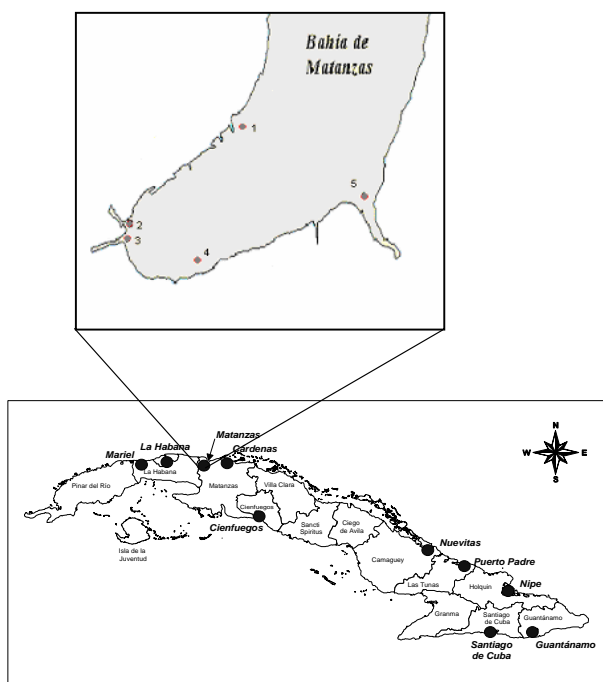 Bahía de
Matanzas
1
5
2
3
4
N
W E
S
Matanzas
La Habana
Cárdenas
Mariel
La Habana
Pinar del Río
Matanzas
Villa Clara
Cienfuegos
Cienfuegos
Sancti
Spiritus
Ciego
de Avila
Isla de la
Juventud
Nuevitas
Camaguey
Puerto Padre
Las Tunas
Holquín
Nipe
Granma
Santiago
de Cuba
Guantánamo
Santiago
de Cuba
Guantánamo